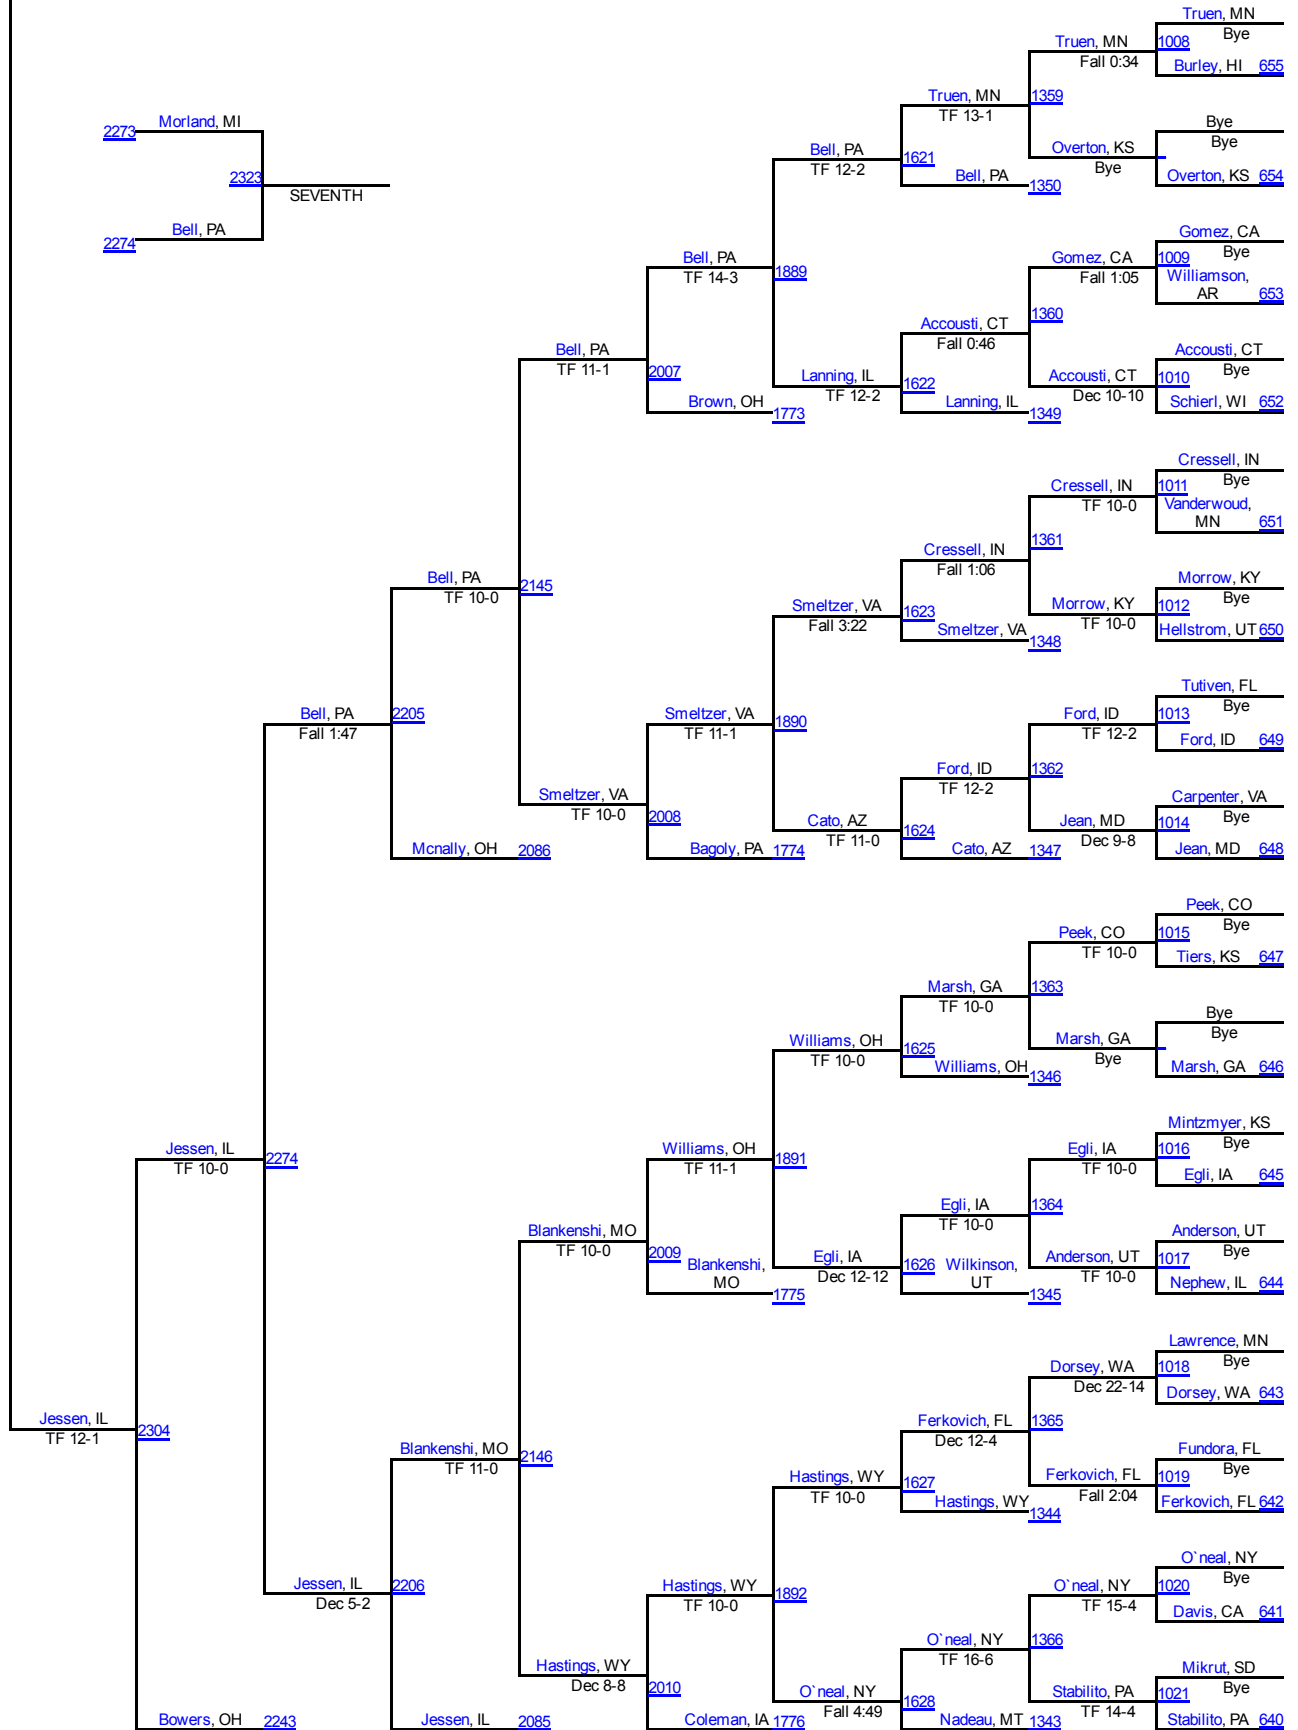 Truen, MN
Bye
Truen, MN
1008
Fall 0:34
Burley, HI 655
1359
Truen, MN
TF 13-1
Bye
Bye
Overton, KS
Bye
Overton, KS 654
Bell, PA
TF 12-2
1621
Bell, PA 1350
Morland, MI
2273
2323
SEVENTH
Bell, PA
2274
Gomez, CA
Bye
Gomez, CA
1009
Fall 1:05
Williamson,
AR 653
Bell, PA
TF 14-3
1889
1360
Accousti, CT
Fall 0:46
Accousti, CT
Bye
Accousti, CT
1010
Dec 10-10
Schierl, WI 652
Bell, PA
TF 11-1
2007
Lanning, IL
TF 12-2
1622
Lanning, IL 1349
Brown, OH 1773
Cressell, IN
Bye
Cressell, IN
1011
TF 10-0
Vanderwoud,
MN 651
1361
Cressell, IN
Fall 1:06
Morrow, KY
Bye
Morrow, KY
1012
TF 10-0
Hellstrom, UT 650
Bell, PA
TF 10-0
2145
Smeltzer, VA
Fall 3:22
1623
Smeltzer, VA 1348
Tutiven, FL
Bye
Ford, ID
1013
TF 12-2
Ford, ID 649
Bell, PA
Fall 1:47
2205
Smeltzer, VA
TF 11-1
1890
1362
Ford, ID
TF 12-2
Carpenter, VA
Bye
Jean, MD
1014
Dec 9-8
Jean, MD 648
Smeltzer, VA
TF 10-0
2008
Cato, AZ
TF 11-0
1624
Cato, AZ 1347
Mcnally, OH 2086
Bagoly, PA 1774
Peek, CO
Bye
Peek, CO
1015
TF 10-0
Tiers, KS 647
1363
Marsh, GA
TF 10-0
Bye
Bye
Marsh, GA
Bye
Marsh, GA 646
Williams, OH
TF 10-0
1625
Williams, OH 1346
Mintzmyer, KS
Bye
Egli, IA
1016
TF 10-0
Egli, IA 645
Jessen, IL
TF 10-0
2274
Williams, OH
TF 11-1
1891
1364
Egli, IA
TF 10-0
Anderson, UT
Bye
Anderson, UT
1017
TF 10-0
Nephew, IL 644
Blankenshi, MO
TF 10-0
2009
Blankenshi,
MO 1775
Egli, IA
Dec 12-12
1626
Wilkinson,
UT 1345
Lawrence, MN
Bye
Dorsey, WA
1018
Dec 22-14
Dorsey, WA 643
Jessen, IL
TF 12-1
2304
1365
Ferkovich, FL
Dec 12-4
Fundora, FL
Bye
Ferkovich, FL
1019
Fall 2:04
Ferkovich, FL 642
Blankenshi, MO
TF 11-0
2146
Hastings, WY
TF 10-0
1627
Hastings, WY 1344
O`neal, NY
Bye
O`neal, NY
1020
TF 15-4
Davis, CA 641
Jessen, IL
Dec 5-2
2206
Hastings, WY
TF 10-0
1892
1366
O`neal, NY
TF 16-6
Mikrut, SD
Bye
Stabilito, PA
1021
TF 14-4
Stabilito, PA 640
Hastings, WY
Dec 8-8
2010
O`neal, NY
Fall 4:49
1628
Nadeau, MT 1343
Bowers, OH 2243
Jessen, IL 2085
Coleman, IA 1776